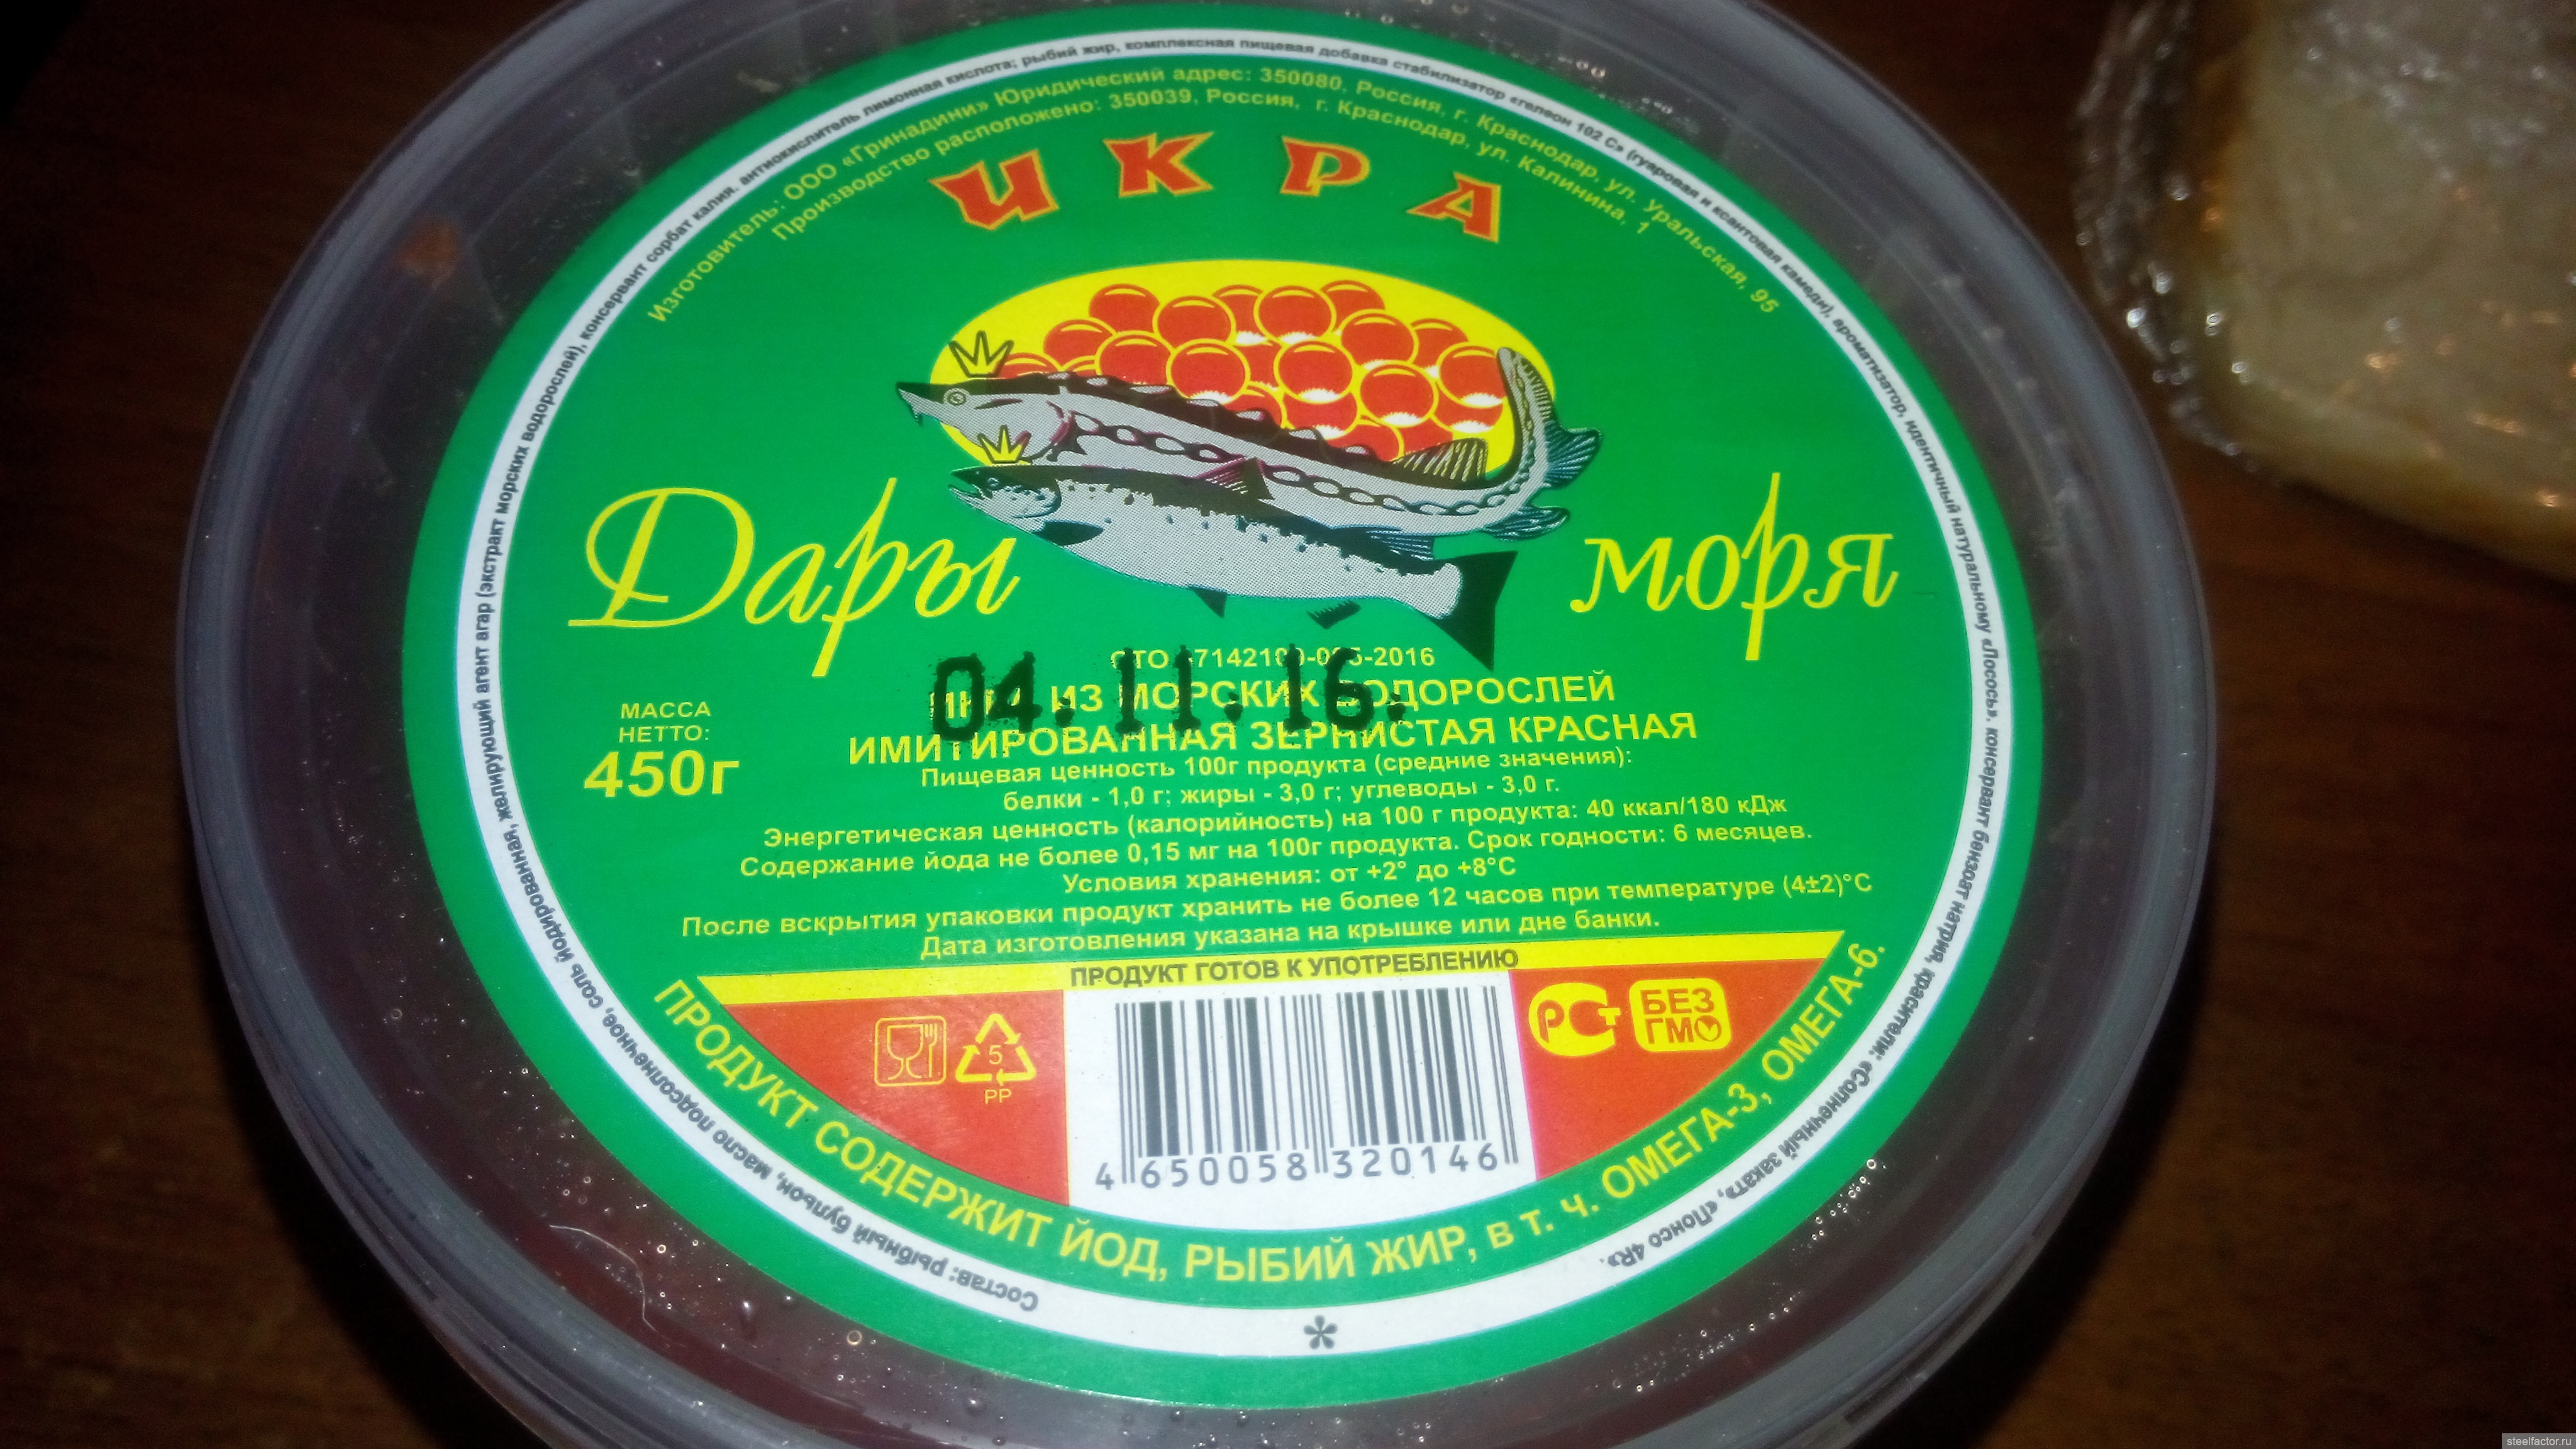 Состав: рыбный бульон, масло подсолнечное, соль йодированная, желирующий агент агар (экстракт морских водорослей), консервант сорбат калия, антиокислитель лимонная кислота; рыбий жир, комплексная пищевая добавка стабилизатор (гуаровая и ксантовая камеди), ароматизатор, идентичный натуральному «Лосось», консервант бензоат натрия, красители: «Солнечный закат», «Понсо 4R».
Изготовитель: ООО «Гринадини» Юридический адрес: 350080, Россия, г. Краснодар, ул. Уральская, 95
Производство расположено: 350039, Россия, г. Краснодар, ул. Калинина, 1
ИКРА
Дары моря
СТО 2016
04.11.16.
ИЗ МОРСКИХ ВОДОРОСЛЕЙ
ИМИТИРОВАННАЯ ЗЕРНИСТАЯ КРАСНАЯ
МАССА
НЕТТО:
450г
Пищевая ценность 100г продукта (средние значения):
белки - 1,0 г; жиры - 3,0 г; углеводы - 3,0 г.
Энергетическая ценность (калорийность) на 100 г продукта: 40 ккал/180 кДж
Содержание йода не более 0,15 мг на 100г продукта. Срок годности: 6 месяцев.
Условия хранения: от +2° до +8°С
После вскрытия упаковки продукт хранить не более 12 часов при температуре (4±2)°С
Дата изготовления указана на крышке или дне банки.
ПРОДУКТ ГОТОВ К УПОТРЕБЛЕНИЮ
5
PP
РСТ
БЕЗ
ГМО
4 650058 320146
ПРОДУКТ СОДЕРЖИТ ЙОД, РЫБИЙ ЖИР, в т. ч. ОМЕГА-3, ОМЕГА-6.
*
steelfactor.ru